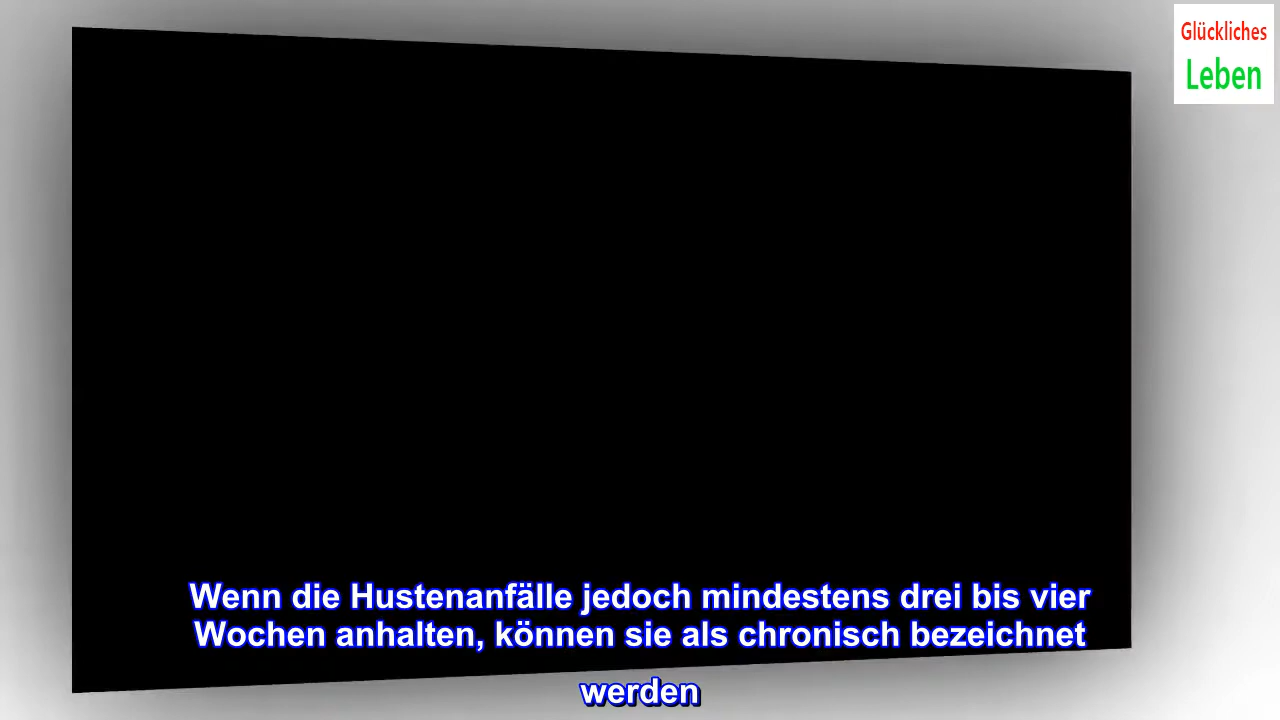 Glückliches
Leben
Wenn die Hustenanfälle jedoch mindestens drei bis vier
Wochen anhalten, können sie als chronisch bezeichnet
werden